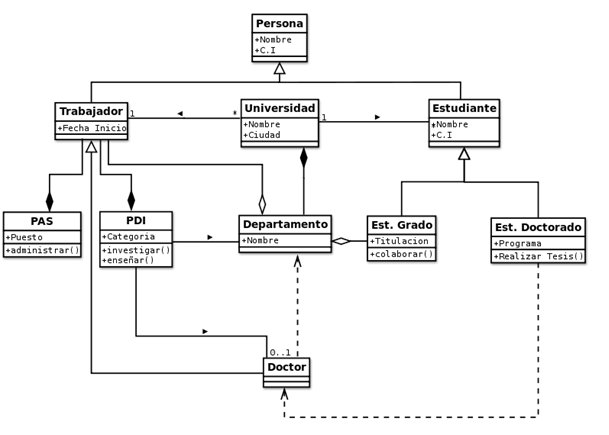 Persona
+Nombre
+C.I
Trabajador
+Fecha Inicio
1
*
Universidad
+Nombre
+Ciudad
1
*
Estudiante
+Nombre
+C.I
PAS
+Puesto
+administrar()
PDI
+Categoria
+investigar()
+enseñar()
Departamento
+Nombre
Est. Grado
+Titulacion
+colaborar()
Est. Doctorado
+Programa
+Realizar Tesis()
0..1
Doctor